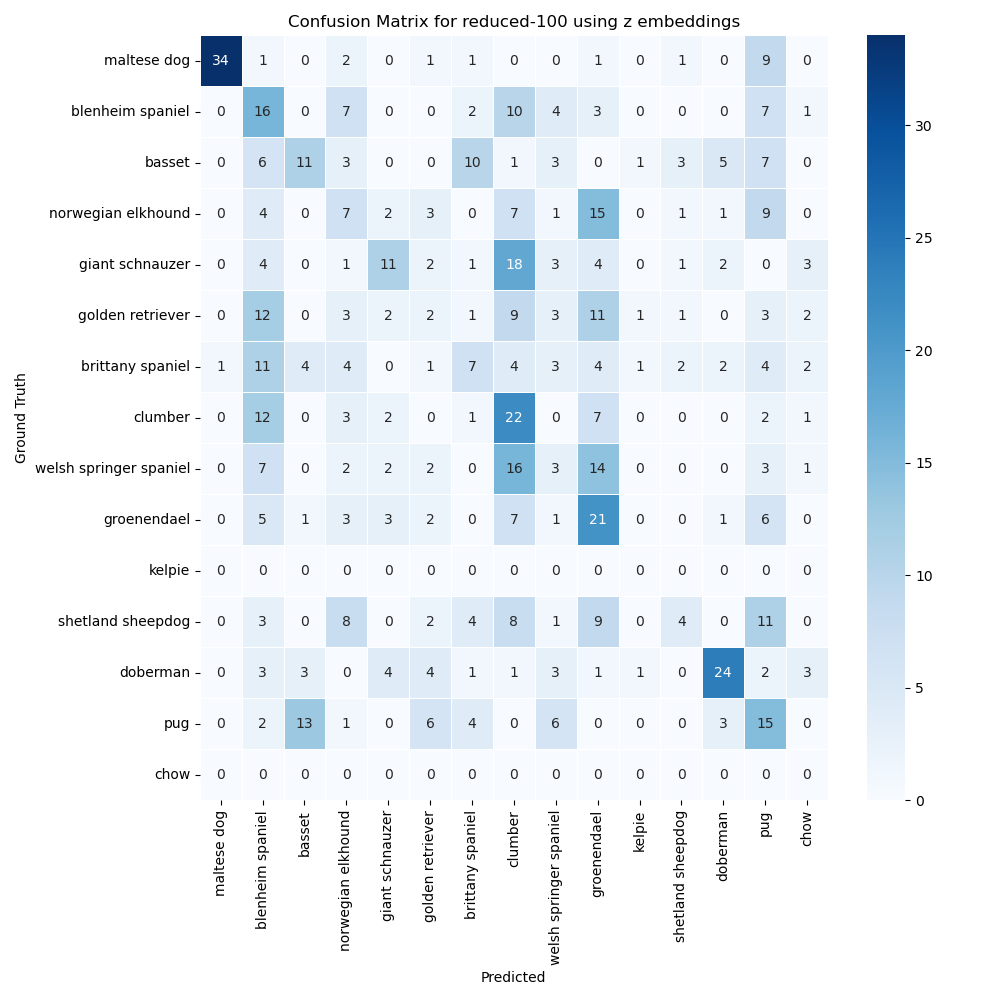 Confusion Matrix for reduced-100 using z embeddings
maltese dog 34 1 0 2 0 1 1 0 0 1 0 1 0 9 0
blenheim spaniel 0 16 0 7 0 0 2 10 4 3 0 0 0 7 1
basset 0 6 11 3 0 0 10 1 3 0 1 3 5 7 0
norwegian elkhound 0 4 0 7 2 3 0 7 1 15 0 1 1 9 0
giant schnauzer 0 4 0 1 11 2 1 18 3 4 0 1 2 0 3
golden retriever 0 12 0 3 2 2 1 9 3 11 1 1 0 3 2
brittany spaniel 1 11 4 4 0 1 7 4 3 4 1 2 2 4 2
clumber 0 12 0 3 2 0 1 22 0 7 0 0 0 2 1
welsh springer spaniel 0 7 0 2 2 2 0 16 3 14 0 0 0 3 1
groenendael 0 5 1 3 3 2 0 7 1 21 0 0 1 6 0
kelpie 0 0 0 0 0 0 0 0 0 0 0 0 0 0 0
shetland sheepdog 0 3 0 8 0 2 4 8 1 9 0 4 0 11 0
doberman 0 3 3 0 4 4 1 1 3 1 1 0 24 2 3
pug 0 2 13 1 0 6 4 0 6 0 0 0 3 15 0
chow 0 0 0 0 0 0 0 0 0 0 0 0 0 0 0
Ground Truth
maltese dog
blenheim spaniel
basset
norwegian elkhound
giant schnauzer
golden retriever
brittany spaniel
clumber
welsh springer spaniel
groenendael
kelpie
shetland sheepdog
doberman
pug
chow
Predicted
30
25
20
15
10
5
0